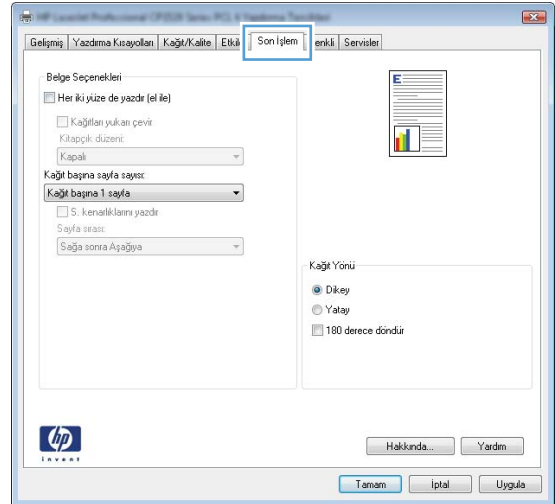 Gelişmiş Yazdırma Kısayolları Kağıt/Kalite Etkil Son İşlem enkli Servisler
Belge Seçenekleri
Her iki yüze de yazdır (el ile)
Kağıtları yukarı çevir
Kitapçık düzeni:
Kapalı
Kağıt başına sayfa sayısı:
Kağıt başına 1 sayfa
S. kenarlıklarını yazdır
Sayfa sırası:
Sağa sonra Aşağıya
E
Kağıt Yönü
Dikey
Yatay
180 derece döndür
hp
invent
Hakkında... Yardım
Tamam İptal Uygula